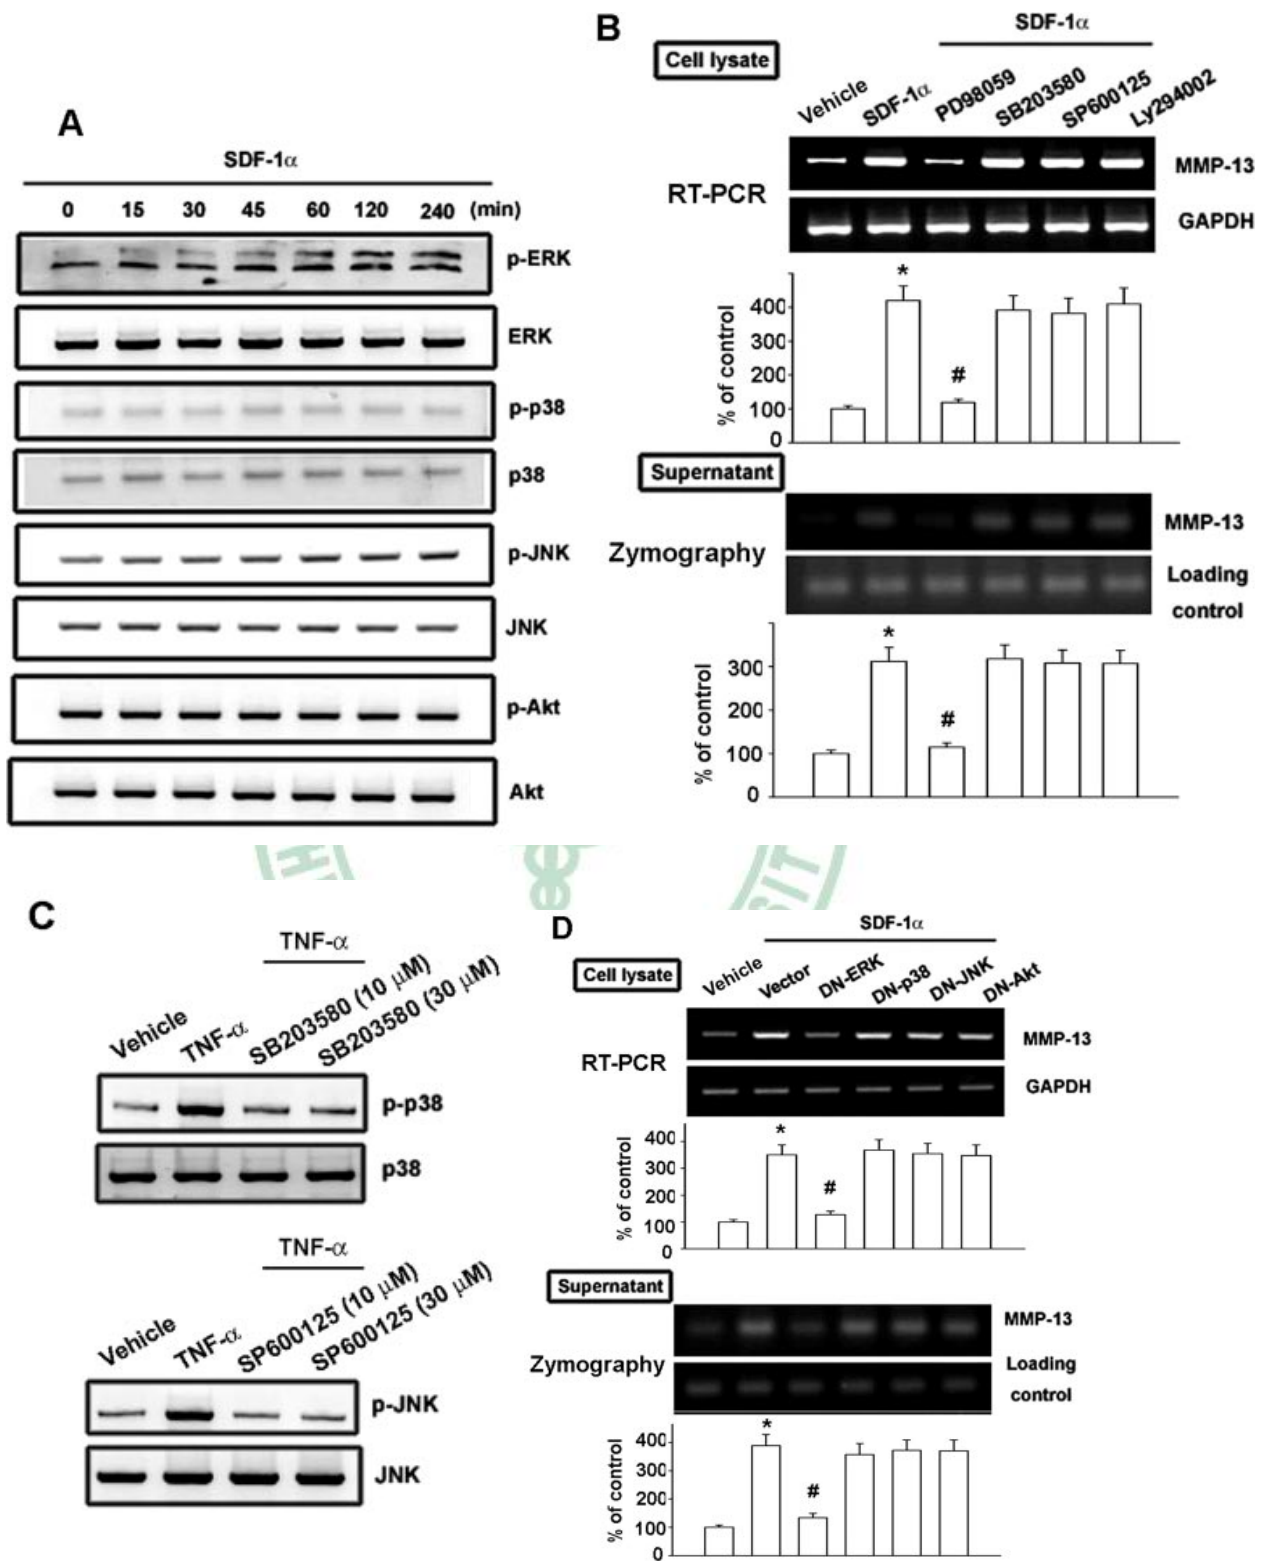 A
SDF-1α
0 15 30 45 60 120 240 (min)
p-ERK
ERK
p-p38
p38
p-JNK
JNK
p-Akt
Akt
B
SDF-1α
Cell lysate
Vehicle SDF-1α PD98059 SB203580 SP600125 Ly294002
RT-PCR
MMP-13
GAPDH
% of control
400
300
200
100
0
* #
Supernatant
Zymography
MMP-13
Loading
control
% of control
300
200
100
0
* #
SIT
C
TNF-α
Vehicle TNF-α SB203580 (10 μM) SB203580 (30 μM)
p-p38
p38
TNF-α
Vehicle TNF-α SP600125 (10 μM) SP600125 (30 μM)
p-JNK
JNK
D
SDF-1α
Cell lysate
Vehicle Vector DN-ERK DN-p38 DN-JNK DN-Akt
RT-PCR
MMP-13
GAPDH
% of control
400
300
200
100
0
* #
Supernatant
Zymography
MMP-13
Loading
control
% of control
400
300
200
100
0
* #